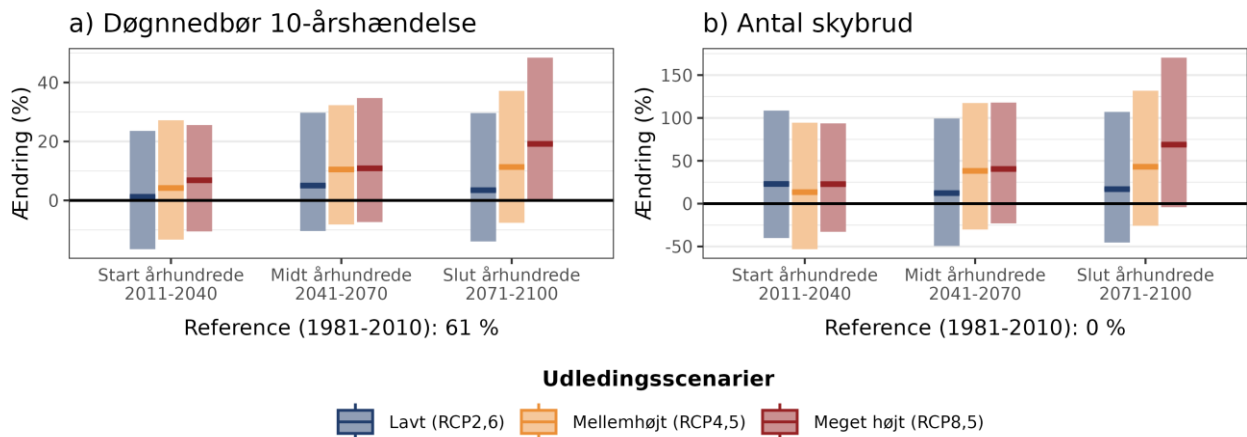 a) Døgnnedbør 10-årshændelse
Ændring (%)
40
20
0
Start århundrede
2011-2040
Midt århundrede
2041-2070
Slut århundrede
2071-2100
Reference (1981-2010): 61 %
b) Antal skybrud
Ændring (%)
150
100
50
0
-50
Start århundrede
2011-2040
Midt århundrede
2041-2070
Slut århundrede
2071-2100
Reference (1981-2010): 0 %
Udledingsscenarier
Lavt (RCP2,6)
Mellemhøjt (RCP4,5)
Meget højt (RCP8,5)